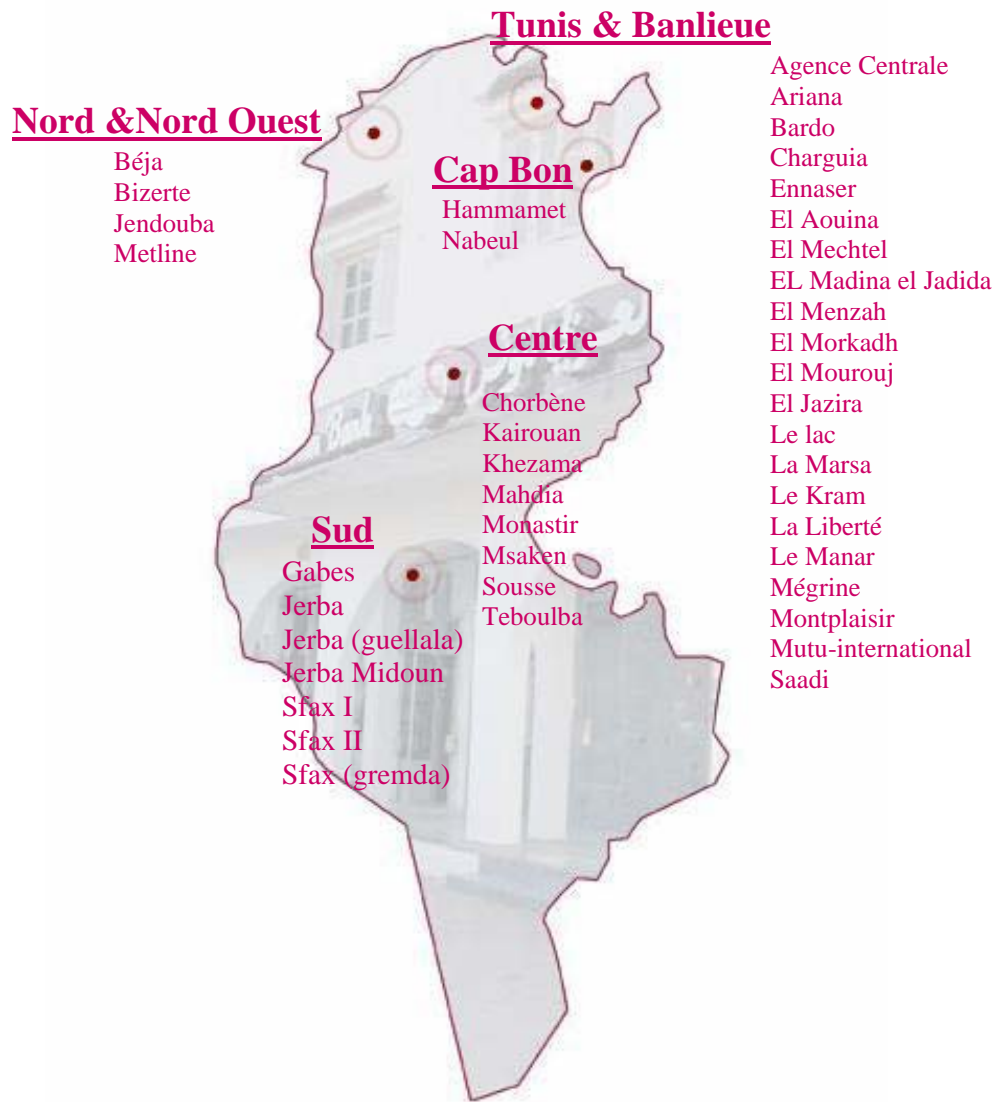 Tunis & Banlieue
Agence Centrale
Ariana
Bardo
Charguia
Ennaser
El Aouina
El Mechtel
EL Madina el Jadida
El Menzah
El Morkadh
El Mourouj
El Jazira
Le lac
La Marsa
Le Kram
La Liberté
Le Manar
Mégrine
Montplaisir
Mutu-international
Saadi
Nord &Nord Ouest
Béja
Bizerte
Jendouba
Metline
Cap Bon
Hammamet
Nabeul
Centre
Chorbène
Kairouan
Khezama
Mahdia
Monastir
Msaken
Sousse
Teboulba
Sud
Gabes
Jerba
Jerba (guellala)
Jerba Midoun
Sfax I
Sfax II
Sfax (gremda)
Bank